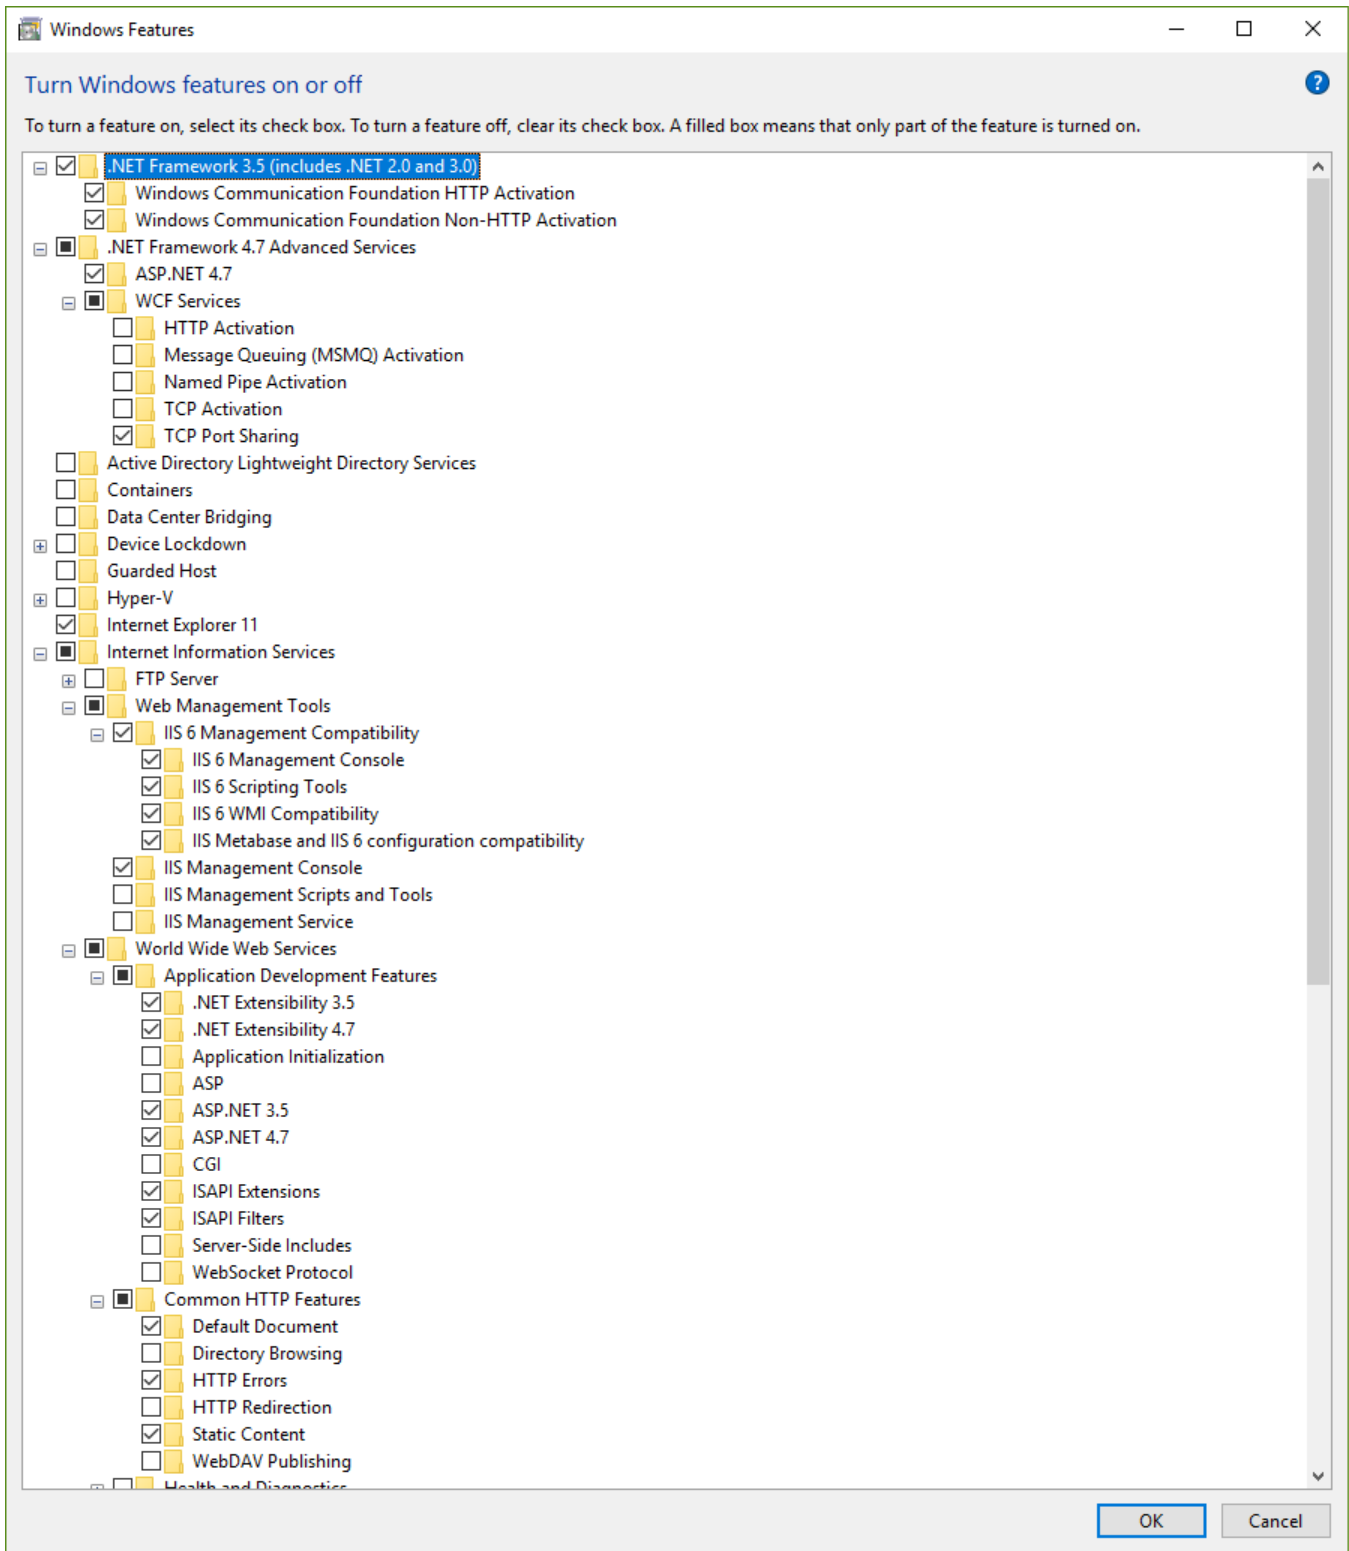 Windows Features
Turn Windows features on or off
To turn a feature on, select its check box. To turn a feature off, clear its check box. A filled box means that only part of the feature is turned on.
.NET Framework 3.5 (includes .NET 2.0 and 3.0)
Windows Communication Foundation HTTP Activation
Windows Communication Foundation Non-HTTP Activation
.NET Framework 4.7 Advanced Services
ASP.NET 4.7
WCF Services
HTTP Activation
Message Queuing (MSMQ) Activation
Named Pipe Activation
TCP Activation
TCP Port Sharing
Active Directory Lightweight Directory Services
Containers
Data Center Bridging
Device Lockdown
Guarded Host
Hyper-V
Internet Explorer 11
Internet Information Services
FTP Server
Web Management Tools
IIS 6 Management Compatibility
IIS 6 Management Console
IIS 6 Scripting Tools
IIS 6 WMI Compatibility
IIS Metabase and IIS 6 configuration compatibility
IIS Management Console
IIS Management Scripts and Tools
IIS Management Service
World Wide Web Services
Application Development Features
.NET Extensibility 3.5
.NET Extensibility 4.7
Application Initialization
ASP
ASP.NET 3.5
ASP.NET 4.7
CGI
ISAPI Extensions
ISAPI Filters
Server-Side Includes
WebSocket Protocol
Common HTTP Features
Default Document
Directory Browsing
HTTP Errors
HTTP Redirection
Static Content
WebDAV Publishing
Health and Diagnostics
OK
Cancel